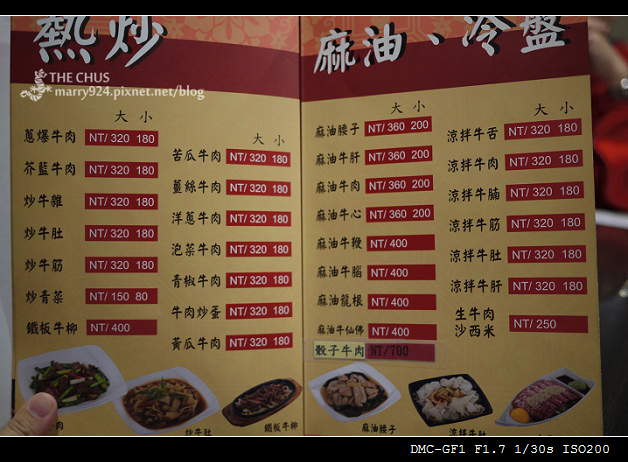 熱炒
THE CHUS
marry924.pixnet.net/blog
大 小
蔥爆牛肉 NT/ 320 180
芥藍牛肉 NT/ 320 180
炒牛雜 NT/ 320 180
炒牛肚 NT/ 320 180
炒牛筋 NT/ 320 180
炒青菜 NT/ 150 80
鐵板牛柳 NT/ 400
大 小
苦瓜牛肉 NT/ 320 180
薑絲牛肉 NT/ 320 180
洋蔥牛肉 NT/ 320 180
泡菜牛肉 NT/ 320 180
青椒牛肉 NT/ 320 180
牛肉炒蛋 NT/ 320 180
黃瓜牛肉 NT/ 320 180
炒牛肚
鐵板牛柳
麻油、冷盤
大 小
麻油腰子 NT/ 360 200
麻油牛肝 NT/ 360 200
麻油牛肉 NT/ 360 200
麻油牛心 NT/ 360 200
麻油牛鞭 NT/ 400
麻油牛腦 NT/ 400
麻油龍根 NT/ 400
麻油牛仙佛 NT/ 400
骰子牛肉 NT/700
大 小
涼拌牛舌 NT/ 320 180
涼拌牛肉 NT/ 320 180
涼拌牛腩 NT/ 320 180
涼拌牛筋 NT/ 320 180
涼拌牛肚 NT/ 320 180
涼拌牛肝 NT/ 320 180
生牛肉
沙西米 NT/ 250
麻油腰子
涼拌牛肚
DMC-GF1 F1.7 1/30s ISO200